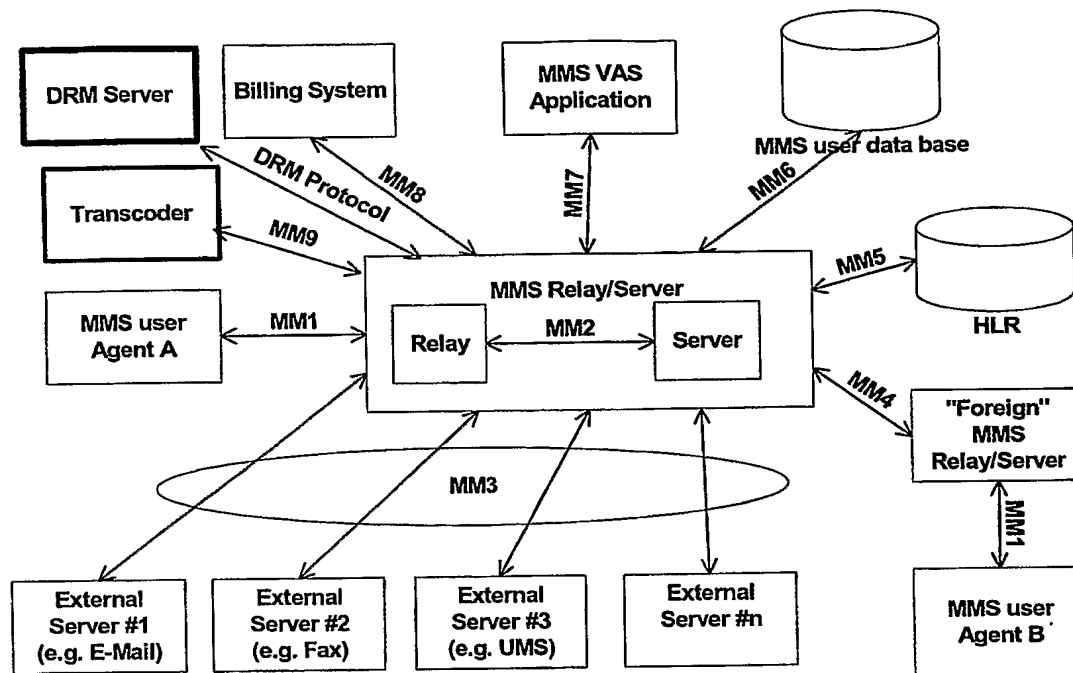 DRM Server
Billing System
MMS VAS
Application
MMS user data base
DRM Protocol
MM8
MM7
MM6
Transcoder
MM9
MM5
HLR
MMS Relay/Server
MMS user
Agent A
MM1
Relay
MM2
Server
MM4
"Foreign"
MMS
Relay/Server
MM3
MM1
External
Server #1
(e.g. E-Mail)
External
Server #2
(e.g. Fax)
External
Server #3
(e.g. UMS)
External
Server #n
MMS user
Agent B